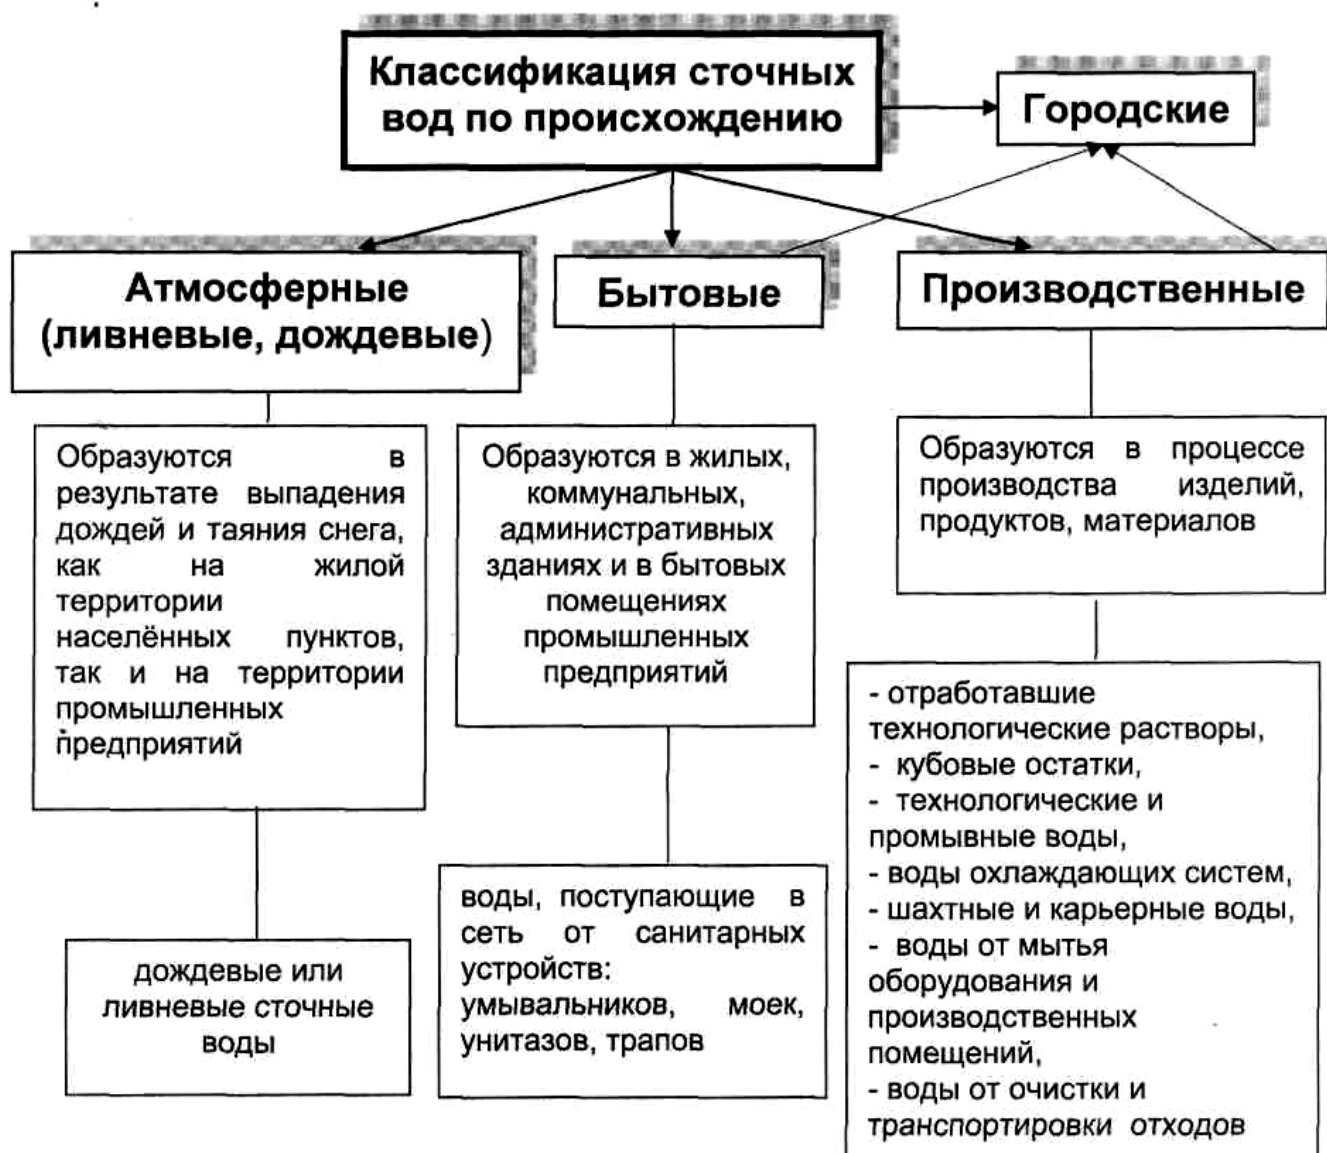 Классификация сточных
вод по происхождению
Городские
Атмосферные
(ливневые, дождевые)
Бытовые
Производственные
Образуются в
результате выпадения
дождей и таяния снега,
как на жилой
территории
населённых пунктов,
так и на территории
промышленных
предприятий
Образуются в жилых,
коммунальных,
административных
зданиях и в бытовых
помещениях
промышленных
предприятий
Образуются в процессе
производства изделий,
продуктов, материалов
дождевые или
ливневые сточные
воды
воды, поступающие в
сеть от санитарных
устройств:
умывальников, моек,
унитазов, трапов
- отработавшие
технологические растворы,
- кубовые остатки,
- технологические и
промывные воды,
- воды охлаждающих систем,
- шахтные и карьерные воды,
- воды от мытья
оборудования и
производственных
помещений,
- воды от очистки и
транспортировки отходов